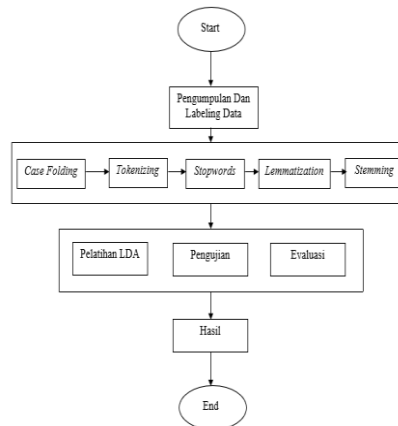 Start
Pengumpulan Dan
Labeling Data
Case Folding
Tokenizing
Stopwords
Lemmatization
Stemming
Pelatihan LDA
Pengujian
Evaluasi
Hasil
End